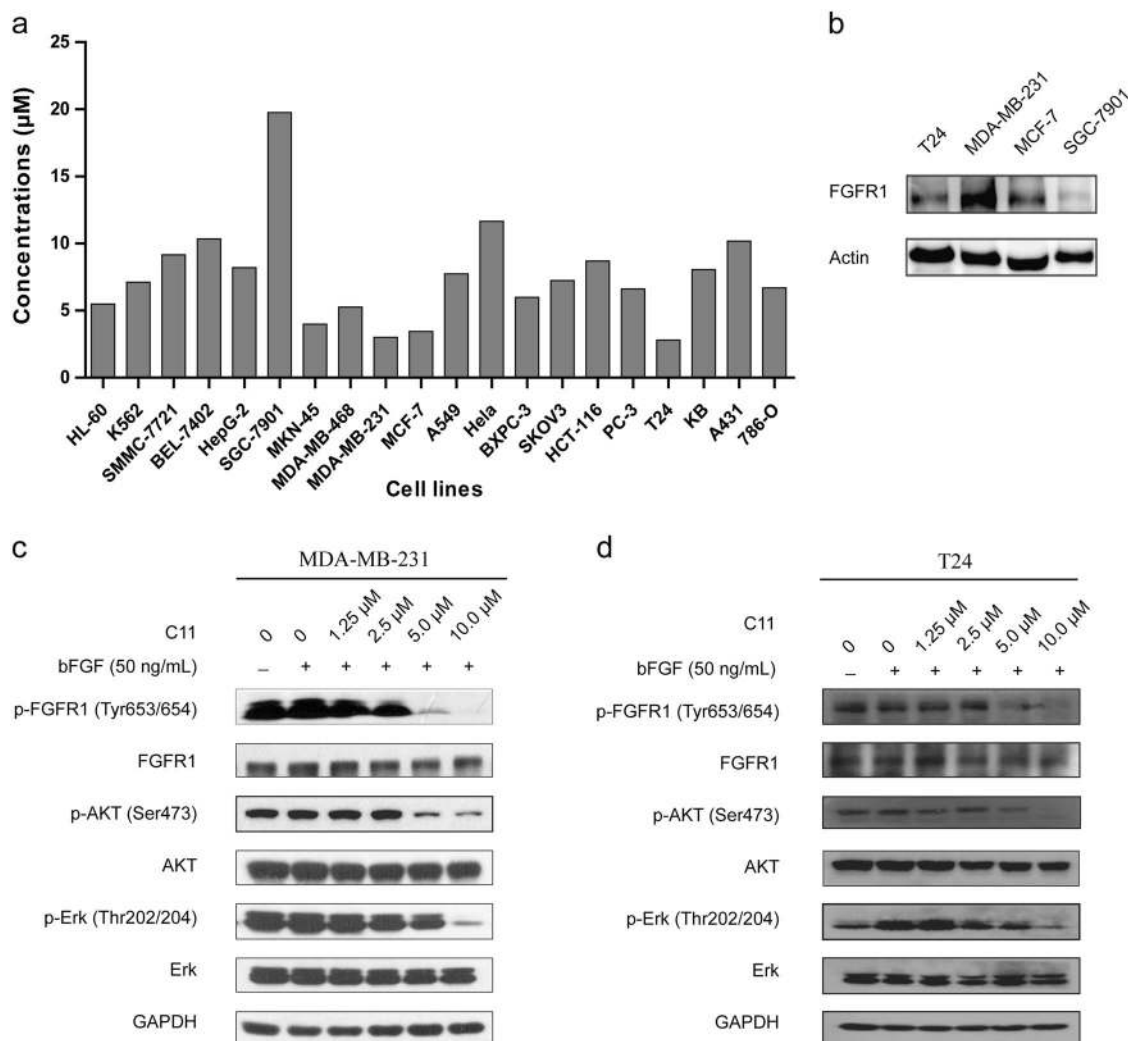 a
Concentrations (µM)
25
20
15
10
5
0
HL-60
K562
SMMC-7721
BEL-7402
HepG-2
SGC-7901
MKN-45
MDA-MB-468
MDA-MB-231
MCF-7
A549
Hela
BXPC-3
SKOV3
HCT-116
PC-3
T24
KB
A431
786-O
Cell lines
b
T24 MDA-MB-231 MCF-7 SGC-7901
FGFR1
Actin
c
MDA-MB-231
C11 0 0 1.25 µM 2.5 µM 5.0 µM 10.0 µM
bFGF (50 ng/mL) – + + + + +
p-FGFR1 (Tyr653/654)
FGFR1
p-AKT (Ser473)
AKT
p-Erk (Thr202/204)
Erk
GAPDH
d
T24
C11 0 0 1.25 µM 2.5 µM 5.0 µM 10.0 µM
bFGF (50 ng/mL) – + + + + +
p-FGFR1 (Tyr653/654)
FGFR1
p-AKT (Ser473)
AKT
p-Erk (Thr202/204)
Erk
GAPDH